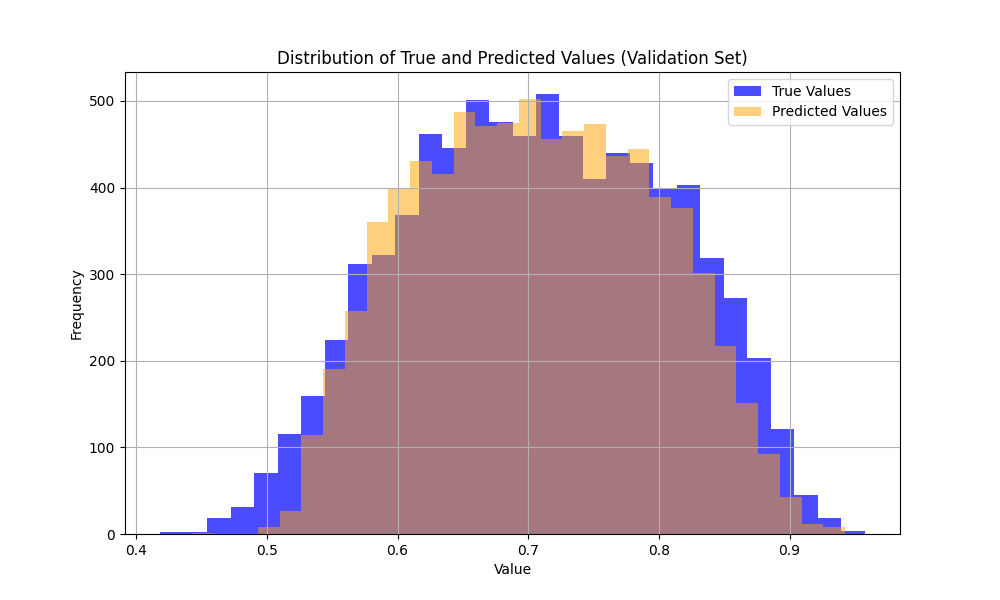 Distribution of True and Predicted Values (Validation Set)
True Values
Predicted Values
500
400
300
200
100
0
Frequency
0.4 0.5 0.6 0.7 0.8 0.9
Value